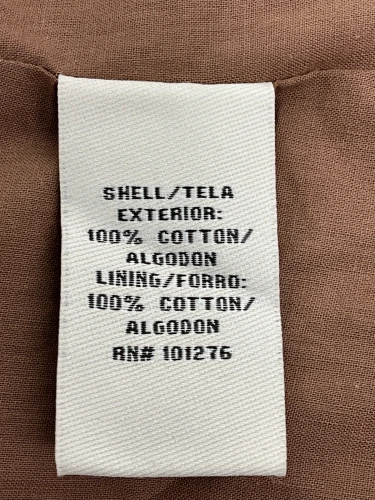 SHELL/TELA
EXTERIOR:
100% COTTON/
ALGODON
LINING/FORRO:
100% COTTON/
ALGODON
RN# 101276